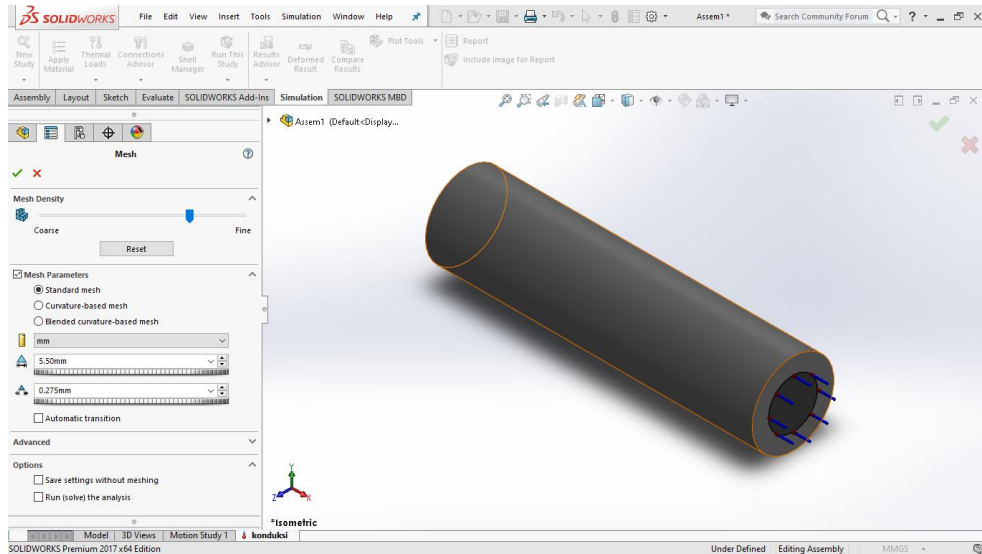 SOLIDWORKS File Edit View Insert Tools Simulation Window Help Assem1 * Search Community Forum ?
New Study Apply Material Thermal Loads Connections Advisor Shell Manager Run This Study Results Advisor Deformed Result Compare Results Plot Tools Report
Include Image for Report
Assembly Layout Sketch Evaluate SOLIDWORKS Add-Ins Simulation SOLIDWORKS MBD
Assem1 (Default<Display...
Mesh
Mesh Density
Coarse Fine
Reset
Mesh Parameters
Standard mesh
Curvature-based mesh
Blended curvature-based mesh
mm
5.50mm
0.275mm
Automatic transition
Advanced
Options
Save settings without meshing
Run (solve) the analysis
Y
Z X
*Isometric
Model 3D Views Motion Study 1 konduksi
SOLIDWORKS Premium 2017 x64 Edition Under Defined Editing Assembly MMGS